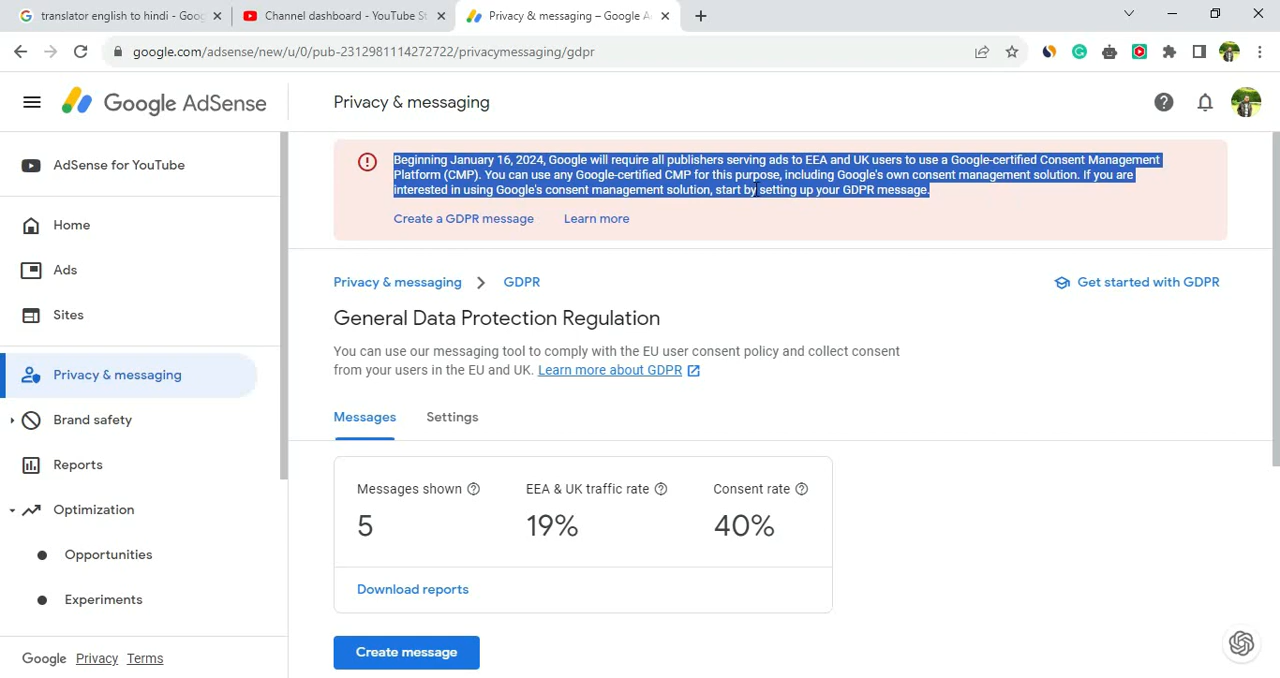 translator english to hindi - Goog
Channel dashboard - YouTube St
Privacy & messaging – Google A
google.com/adsense/new/u/0/pub-2312981114272722/privacymessaging/gdpr
Google AdSense
Privacy & messaging
AdSense for YouTube
Home
Ads
Sites
Privacy & messaging
Brand safety
Reports
Optimization
Opportunities
Experiments
Google Privacy Terms
Beginning January 16, 2024, Google will require all publishers serving ads to EEA and UK users to use a Google-certified Consent Management
Platform (CMP). You can use any Google-certified CMP for this purpose, including Google's own consent management solution. If you are
interested in using Google's consent management solution, start by setting up your GDPR message.
Create a GDPR message Learn more
Privacy & messaging GDPR
Get started with GDPR
General Data Protection Regulation
You can use our messaging tool to comply with the EU user consent policy and collect consent
from your users in the EU and UK. Learn more about GDPR
Messages Settings
Messages shown EEA & UK traffic rate Consent rate
5 19% 40%
Download reports
Create message